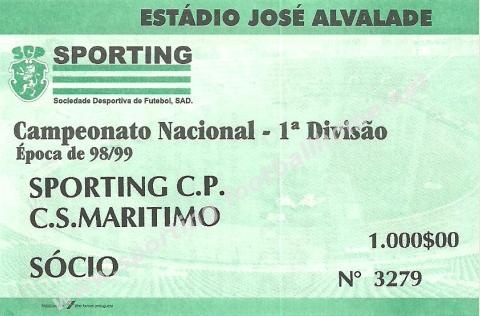 ESTÁDIO JOSÉ ALVALADE
SCP
SPORTING
Sociedade Desportiva de Futebol, SAD.
Campeonato Nacional - 1ª Divisão
Época de 98/99
SPORTING C.P.
C.S.MARITIMO
1.000$00
SÓCIO
Nº 3279